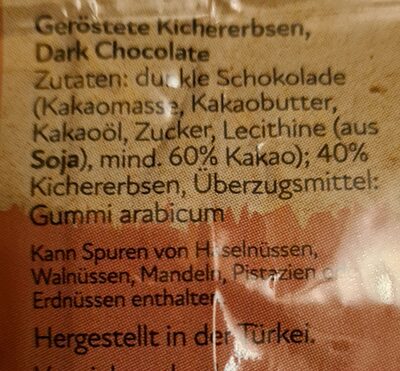 Geröstete Kichererbsen,
Dark Chocolate
Zutaten: dunkle Schokolade
(Kakaomasse, Kakaobutter,
Kakaoöl, Zucker, Lecithine (aus
Soja), mind. 60% Kakao); 40%
Kichererbsen, Überzugsmittel:
Gummi arabicum
Kann Spuren von Haselnüssen,
Walnüssen, Mandeln, Pistazien
Erdnüssen enthalten
Hergestellt in der Türkei.